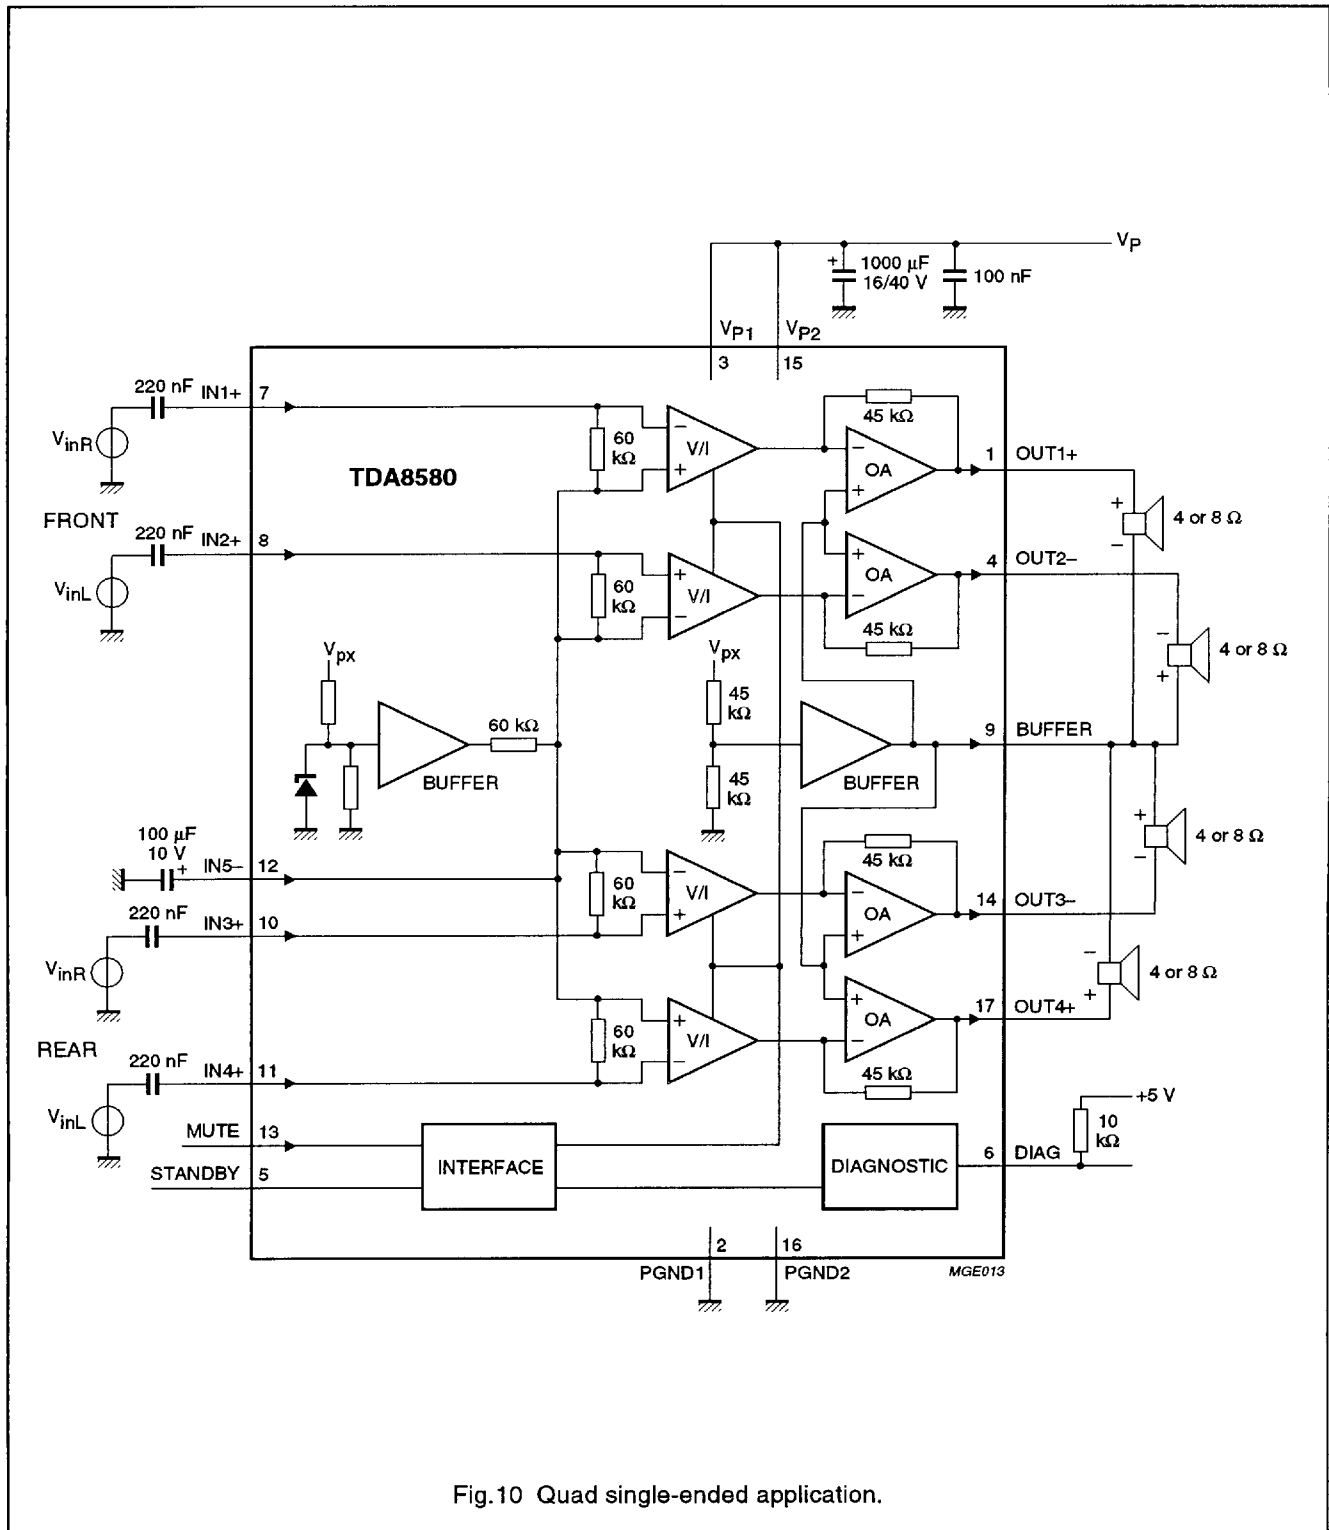 VP
+ 1000 µF
16/40 V
100 nF
VP1
VP2
3
15
220 nF
IN1+
7
VinR
60
kΩ
−
V/I
+
45 kΩ
−
OA
+
1
OUT1+
TDA8580
+
−
4 or 8 Ω
FRONT
220 nF
IN2+
8
VinL
60
kΩ
+
V/I
−
+
OA
−
45 kΩ
4
OUT2−
−
+
4 or 8 Ω
Vpx
BUFFER
60 kΩ
Vpx
45
kΩ
45
kΩ
BUFFER
9
BUFFER
100 µF
10 V
+
IN5−
12
220 nF
IN3+
10
VinR
60
kΩ
−
V/I
+
45 kΩ
−
OA
+
14
OUT3−
+
−
4 or 8 Ω
REAR
220 nF
IN4+
11
VinL
60
kΩ
+
V/I
−
+
OA
−
45 kΩ
17
OUT4+
−
+
4 or 8 Ω
MUTE
13
STANDBY
5
INTERFACE
DIAGNOSTIC
+5 V
10
kΩ
6
DIAG
2
16
PGND1
PGND2
MGE013
Fig.10 Quad single-ended application.